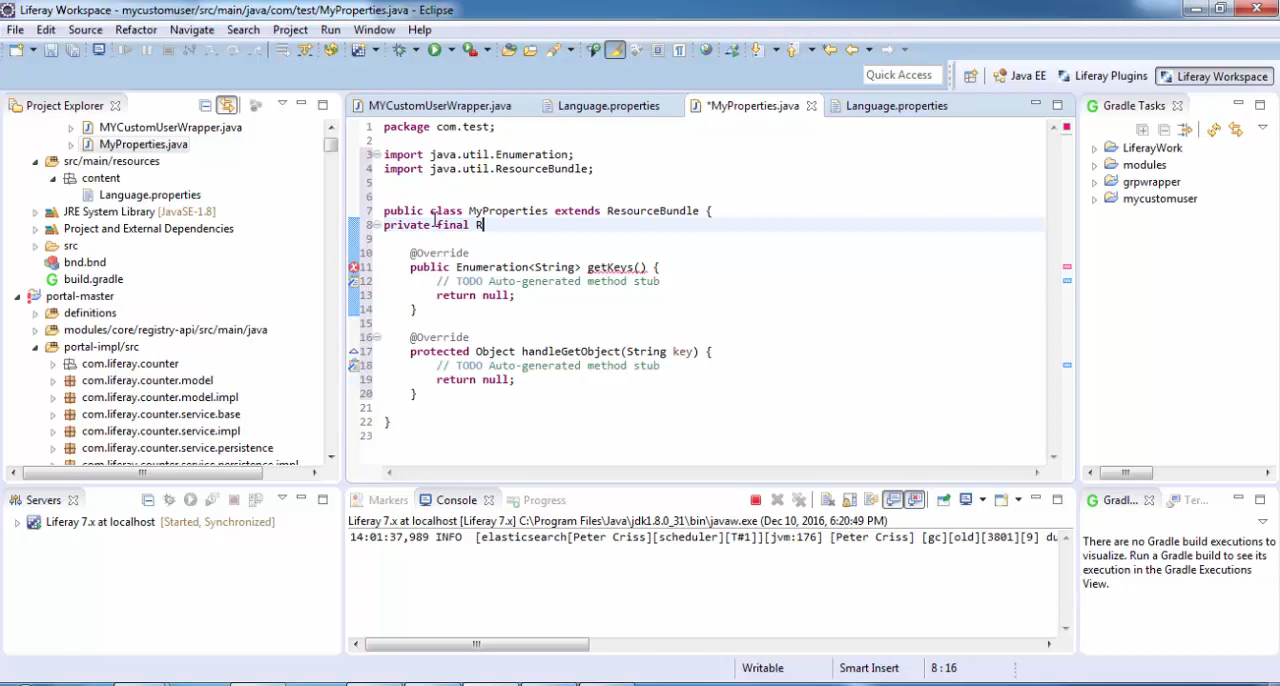 Liferay Workspace - mycustomuser/src/main/java/com/test/MyProperties.java - Eclipse
File Edit Source Refactor Navigate Search Project Run Window Help
Quick Access Java EE Liferay Plugins Liferay Workspace
Project Explorer
MYCustomUserWrapper.java
MyProperties.java
src/main/resources
content
Language.properties
JRE System Library [JavaSE-1.8]
Project and External Dependencies
src
bnd.bnd
build.gradle
portal-master
definitions
modules/core/registry-api/src/main/java
portal-impl/src
com.liferay.counter
com.liferay.counter.model
com.liferay.counter.model.impl
com.liferay.counter.service.base
com.liferay.counter.service.impl
com.liferay.counter.service.persistence
com.liferay.counter.service.persistence.impl
MYCustomUserWrapper.java Language.properties *MyProperties.java Language.properties
1 package com.test;
2
3 import java.util.Enumeration;
4 import java.util.ResourceBundle;
5
6
7 public class MyProperties extends ResourceBundle {
8 private final R
9
10 @Override
11 public Enumeration<String> getKeys() {
12 // TODO Auto-generated method stub
13 return null;
14 }
15
16 @Override
17 protected Object handleGetObject(String key) {
18 // TODO Auto-generated method stub
19 return null;
20 }
21
22 }
23
Gradle Tasks
LiferayWork
modules
grpwrapper
mycustomuser
Servers
Liferay 7.x at localhost [Started, Synchronized]
Markers Console Progress
Liferay 7.x at localhost [Liferay 7.x] C:\Program Files\Java\jdk1.8.0_31\bin\javaw.exe (Dec 10, 2016, 6:20:49 PM)
14:01:37,989 INFO [elasticsearch[Peter Criss][scheduler][T#1]][jvm:176] [Peter Criss] [gc][old][3801][9] du
Gradl... Ter...
There are no Gradle build executions to
visualize. Run a Gradle build to see its
execution in the Gradle Executions
View.
Writable Smart Insert 8 : 16